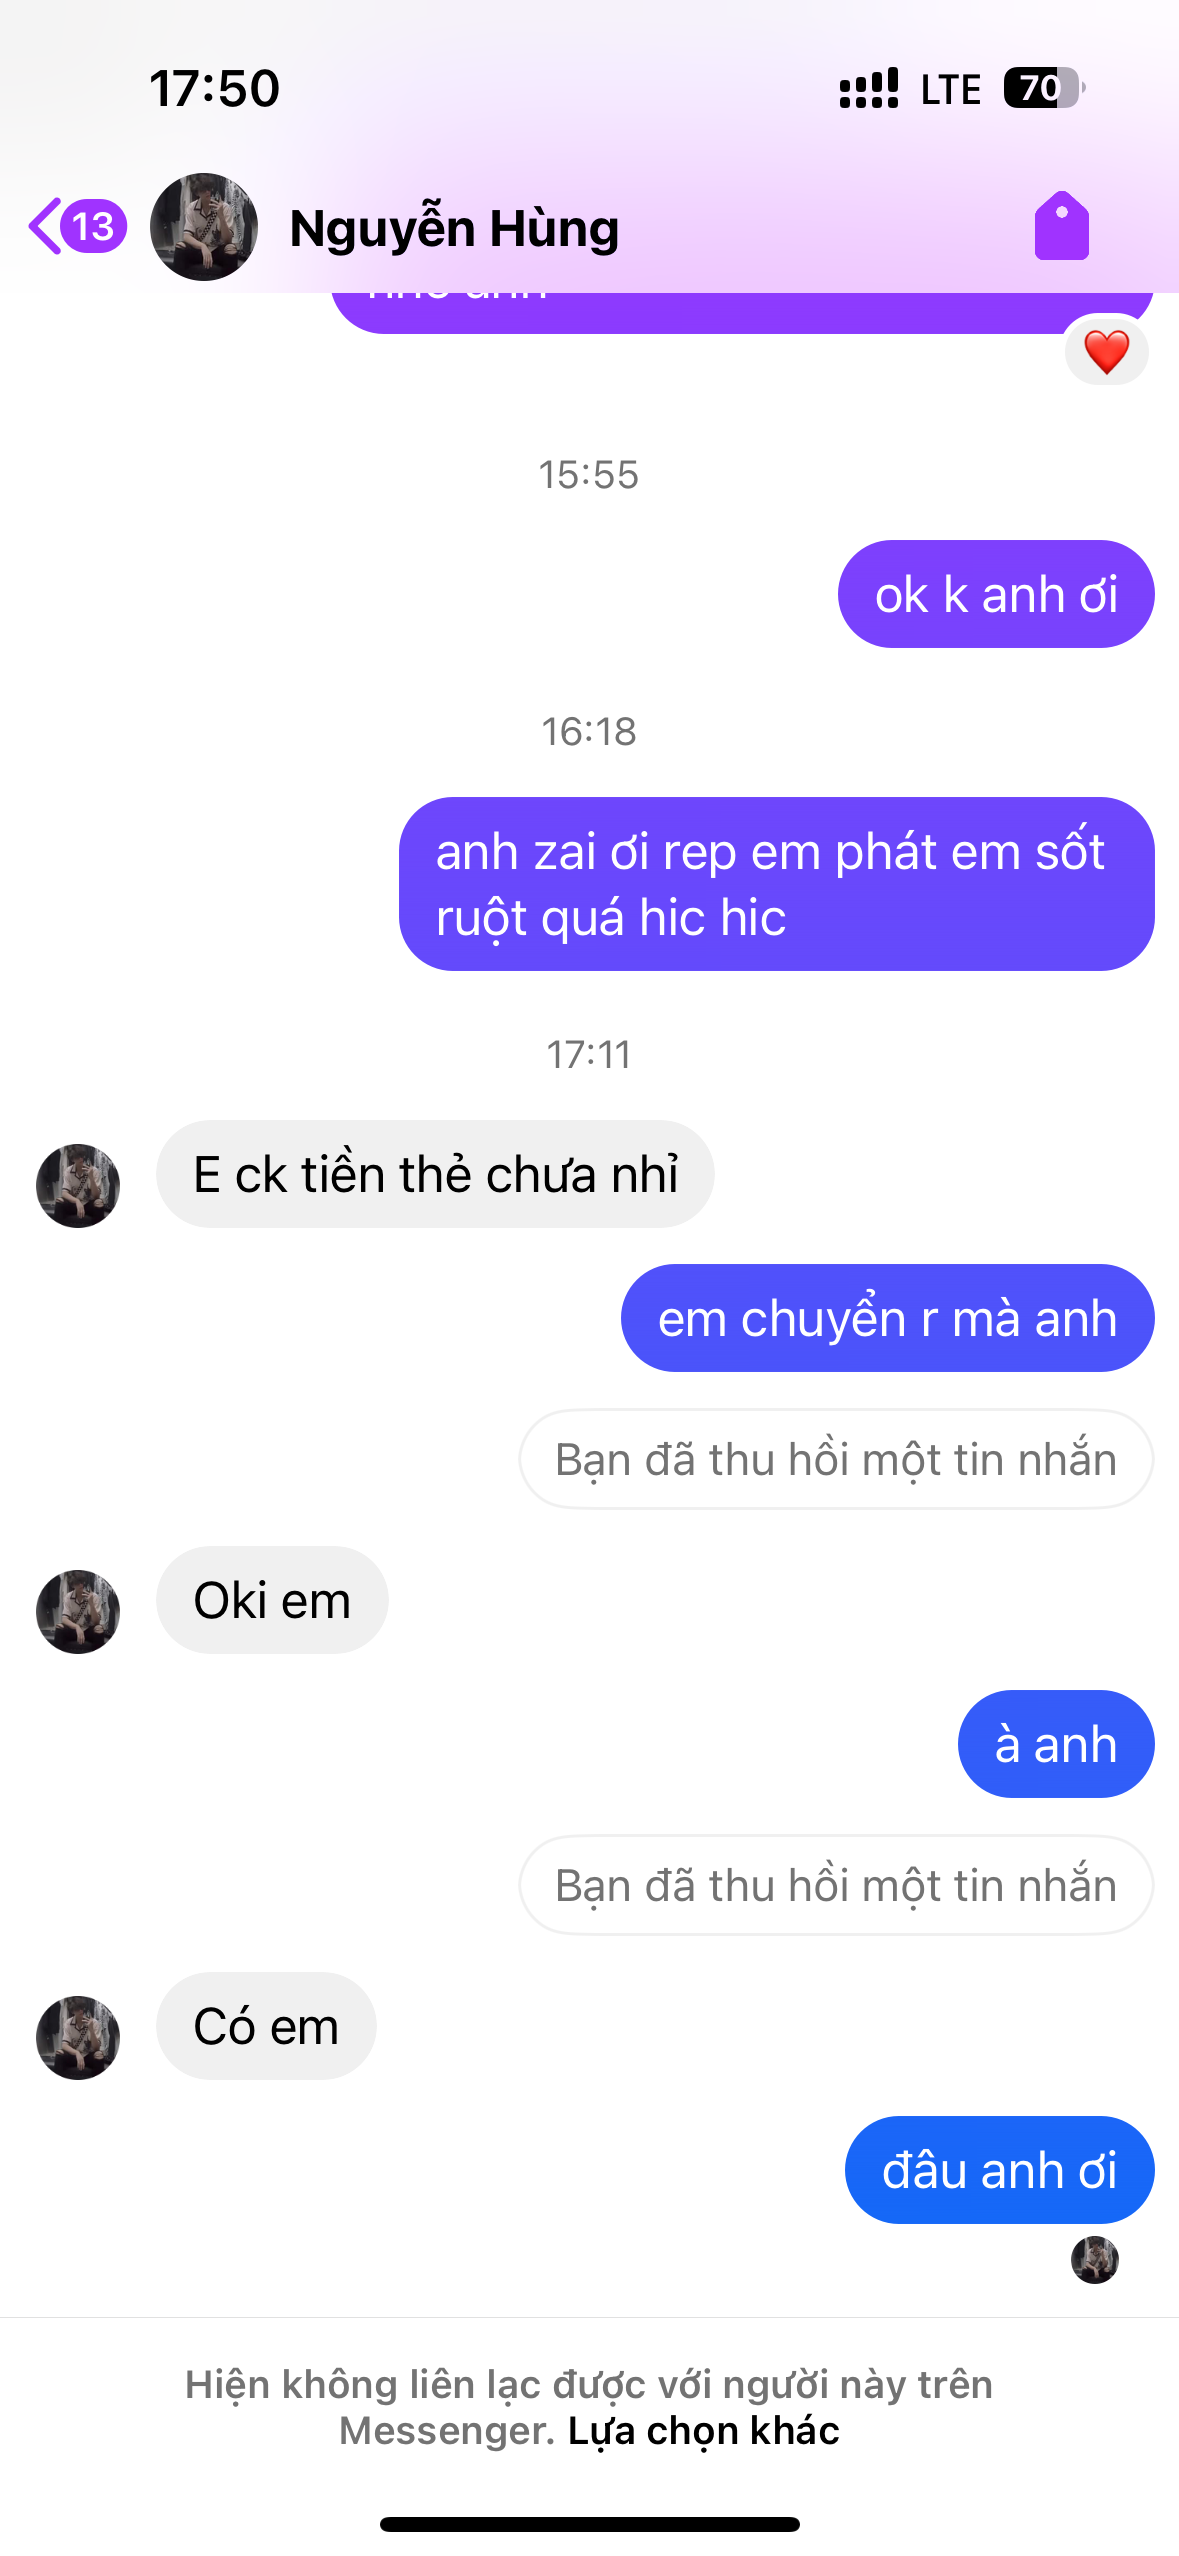 17:50
LTE
70
13
Nguyễn Hùng
15:55
ok k anh ơi
16:18
anh zai ơi rep em phát em sốt
ruột quá hic hic
17:11
E ck tiền thẻ chưa nhỉ
em chuyển r mà anh
Bạn đã thu hồi một tin nhắn
Oki em
à anh
Bạn đã thu hồi một tin nhắn
Có em
đâu anh ơi
Hiện không liên lạc được với người này trên
Messenger. Lựa chọn khác